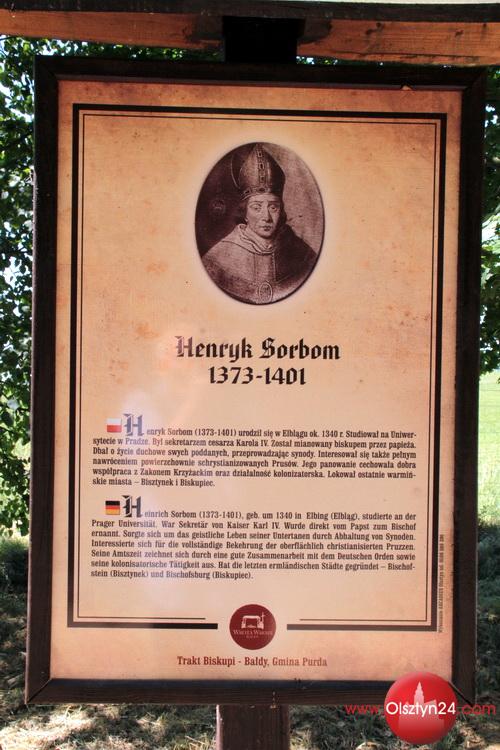 Henryk Sorbom
1373-1401
Henryk Sorbom (1373-1401) urodził się w Elblągu ok. 1340 r. Studiował na Uniwer-
sytecie w Pradze. Był sekretarzem cesarza Karola IV. Został mianowany biskupem przez papieża.
Dbał o życie duchowe swych poddanych, przeprowadzając synody. Interesował się także pełnym
nawróceniem powierzchownie schrystianizowanych Prusów. Jego panowanie cechowała dobra
współpraca z Zakonem Krzyżackim oraz działalność kolonizatorska. Lokował ostatnie warmiń-
skie miasta – Bisztynek i Biskupiec.
Heinrich Sorbom (1373-1401), geb. um 1340 in Elbing (Elbląg), studierte an der
Prager Universität. War Sekretär von Kaiser Karl IV. Wurde direkt vom Papst zum Bischof
ernannt. Sorgte sich um das geistliche Leben seiner Untertanen durch Abhaltung von Synoden.
Interessierte sich für die vollständige Bekehrung der oberflächlich christianisierten Pruzzen.
Seine Amtszeit zeichnet sich durch eine gute Zusammenarbeit mit dem Deutschen Orden sowie
seine kolonisatorische Tätigkeit aus. Hat die letzten ermländischen Städte gegründet – Bischof-
stein (Bisztynek) und Bischofsburg (Biskupiec).
WROTA WARMII
Trakt Biskupi - Bałdy, Gmina Purda
www.Olsztyn24.com